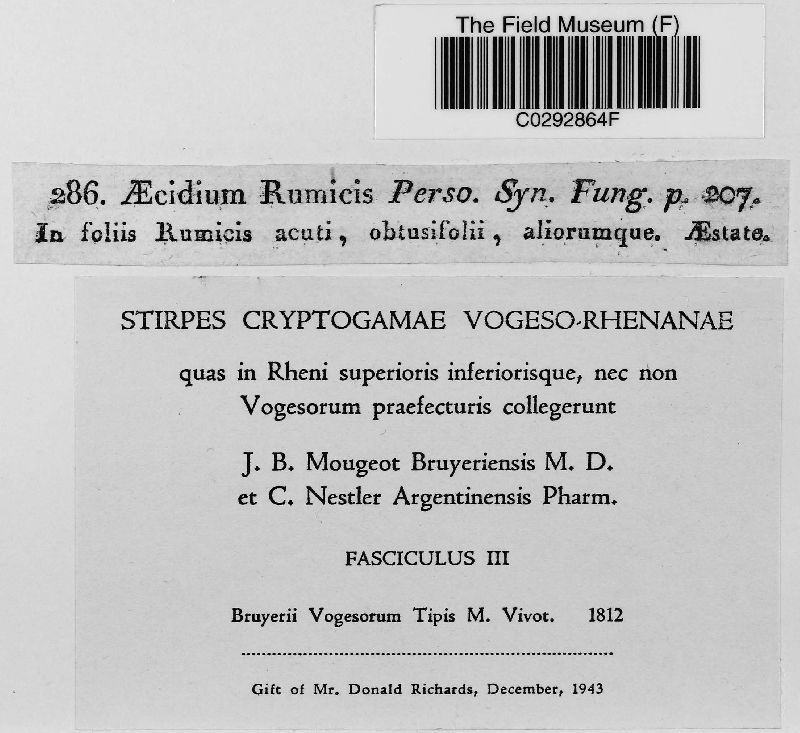 The Field Museum (F)
C0292864F
286. Æcidium Rumicis Perso. Syn. Fung. p. 207.
In foliis Rumicis acuti, obtusifolii, aliorumque. Æstate.
STIRPES CRYPTOGAMAE VOGESO-RHENANAE
quas in Rheni superioris inferiorisque, nec non
Vogesorum praefecturis collegerunt
J. B. Mougeot Bruyeriensis M. D.
et C. Nestler Argentinensis Pharm.
FASCICULUS III
Bruyerii Vogesorum Tipis M. Vivot. 1812
Gift of Mr. Donald Richards, December, 1943